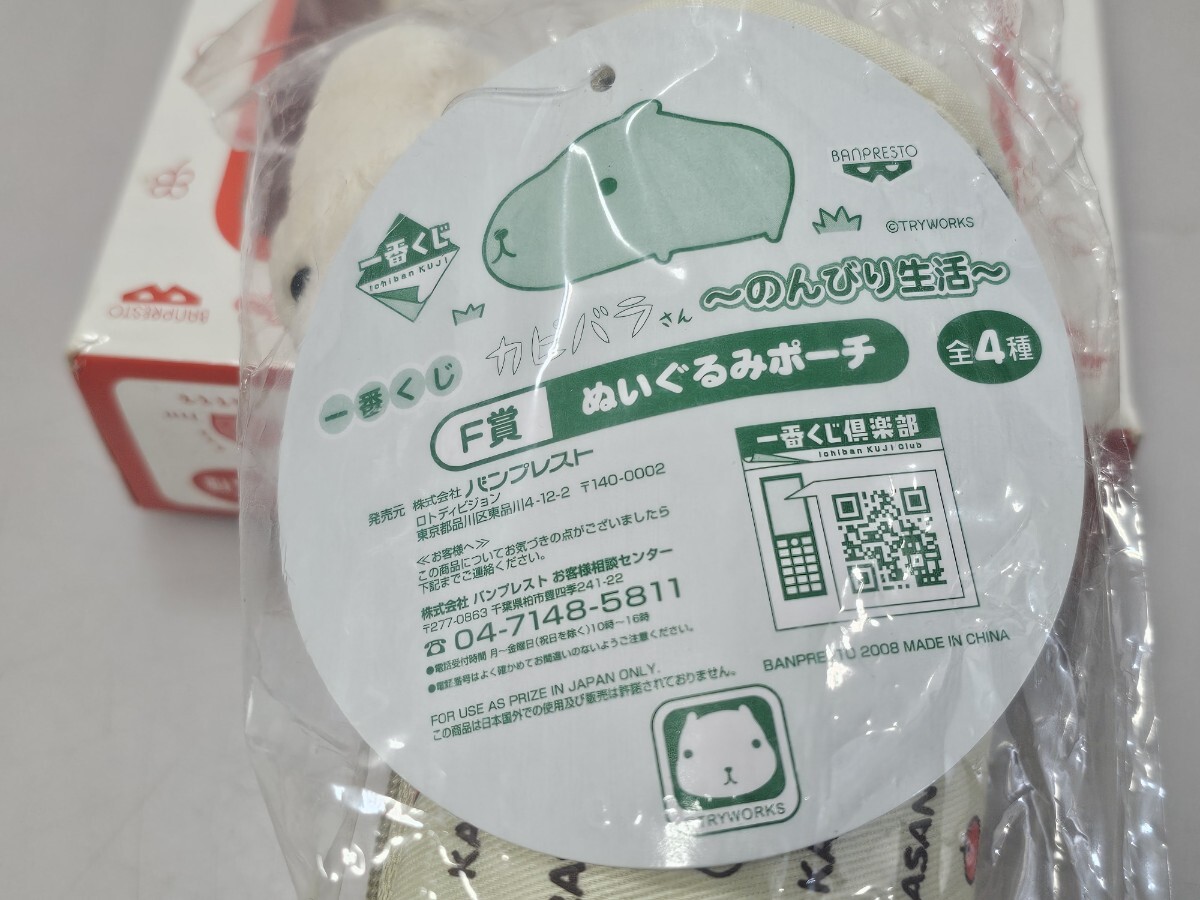 BANPRESTO
©TRYWORKS
一番くじ
Ichiban KUJI
一番くじ
カピバラさん
～のんびり生活～
F賞
ぬいぐるみポーチ
全4種
発売元 株式会社 バンプレスト
ロトディビジョン
東京都品川区東品川4-12-2 〒140-0002
≪お客様へ≫
この商品についてお気づきの点がございましたら
下記までご連絡ください。
株式会社 バンプレスト お客様相談センター
〒277-0863 千葉県柏市豊四季241-22
☎ 04-7148-5811
●電話受付時間 月～金曜日(祝日を除く)10時～16時
●電話番号はよく確かめてお間違いのないようご注意ください。
FOR USE AS PRIZE IN JAPAN ONLY.
この商品は日本国外での使用及び販売は許諾されておりません。
一番くじ倶楽部
Ichiban KUJI Club
BANPRESTO 2008 MADE IN CHINA
©TRYWORKS
BANPRESTO
KA
KA
ASAN